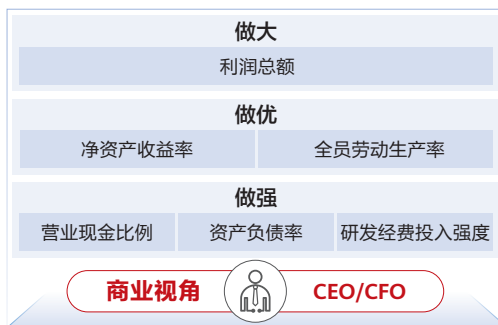 做大
利润总额
做优
净资产收益率 全员劳动生产率
做强
营业现金比例 资产负债率 研发经费投入强度
商业视角 CEO/CFO